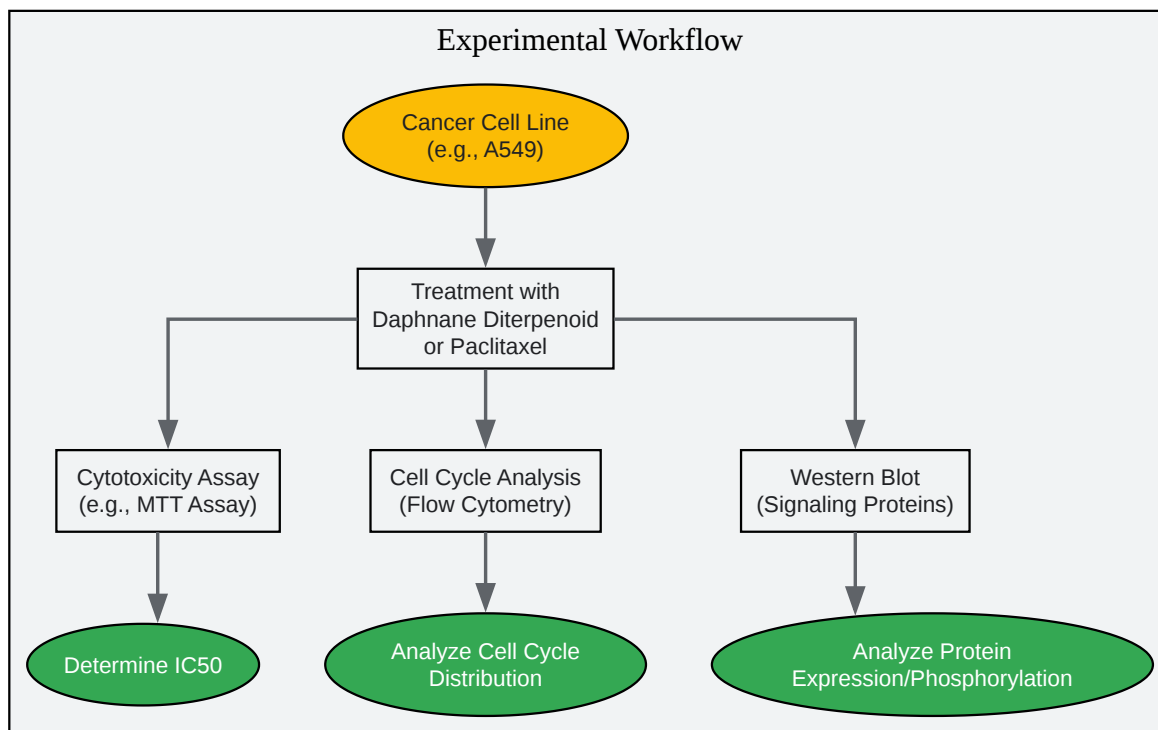 Experimental Workflow
Cancer Cell Line
(e.g., A549)
Treatment with
Daphnane Diterpenoid
or Paclitaxel
Cytotoxicity Assay
(e.g., MTT Assay)
Cell Cycle Analysis
(Flow Cytometry)
Western Blot
(Signaling Proteins)
Determine IC50
Analyze Cell Cycle
Distribution
Analyze Protein
Expression/Phosphorylation